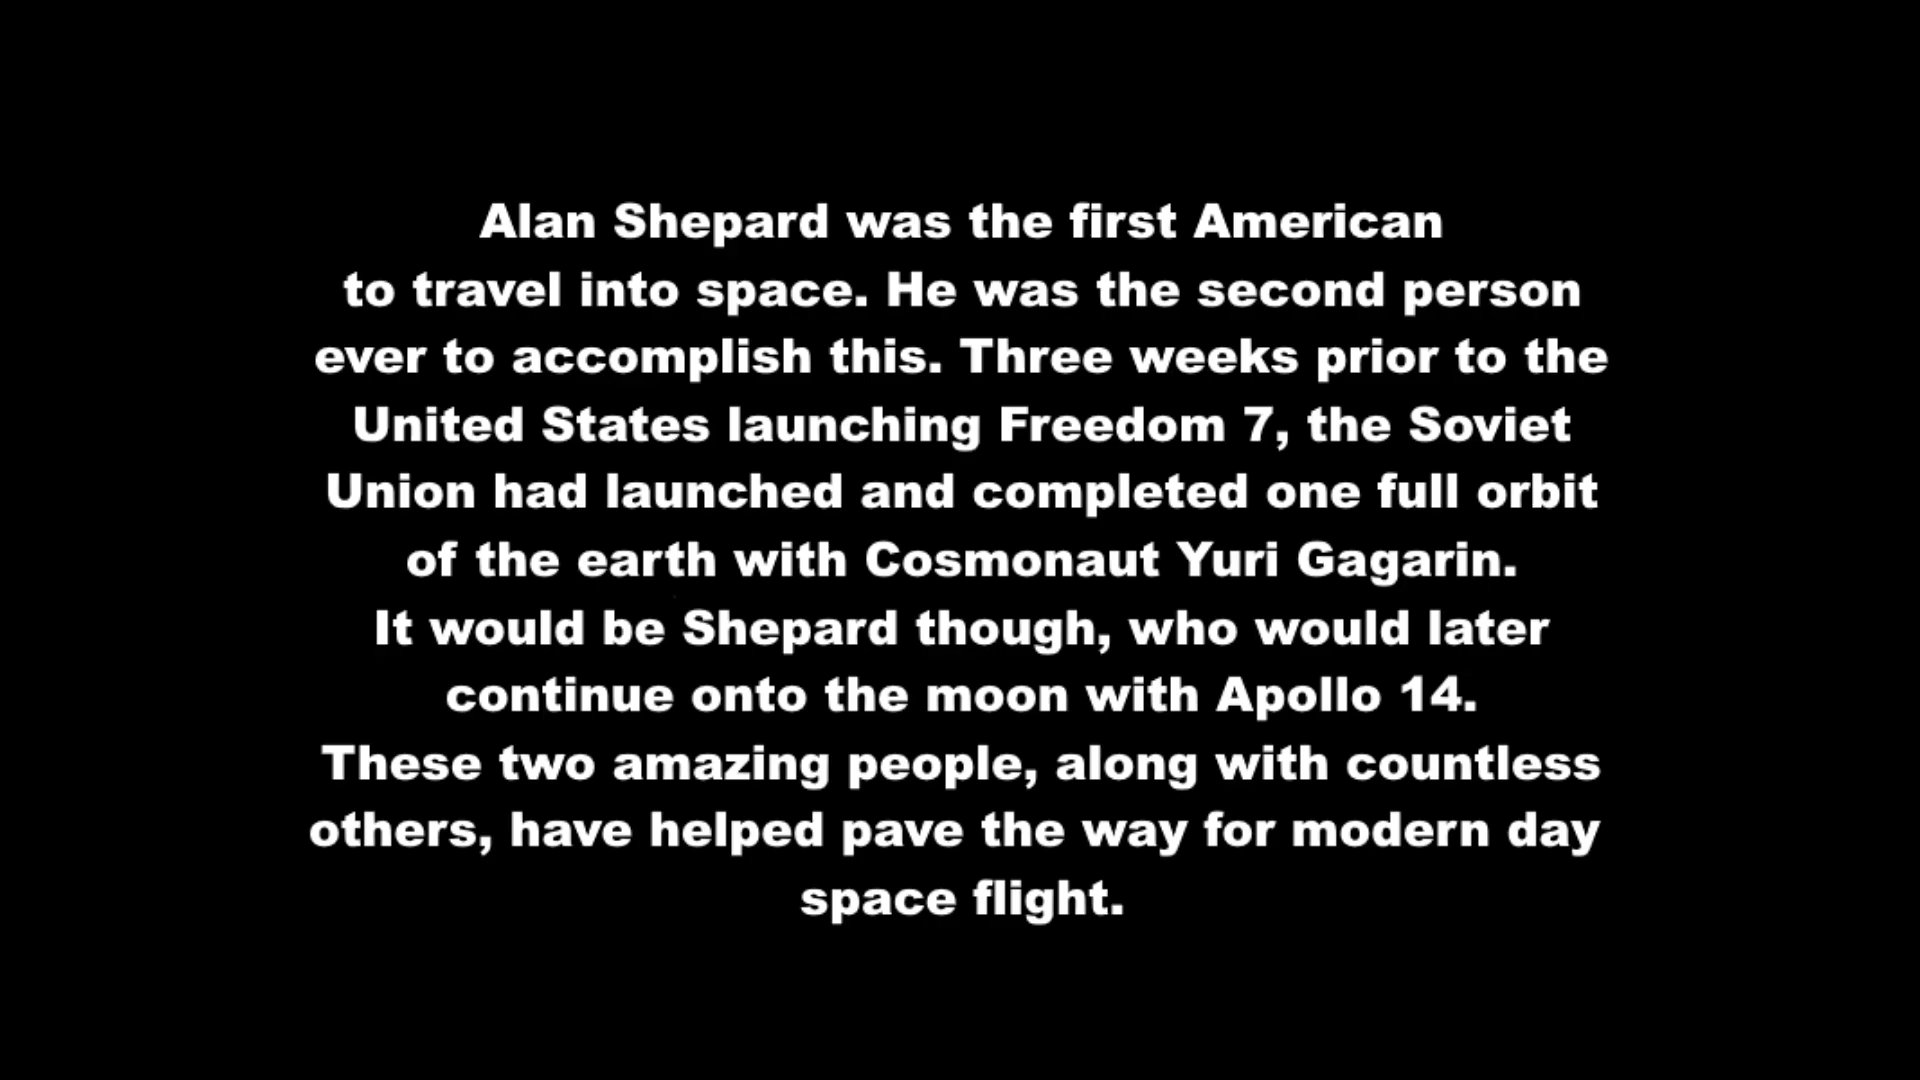 Alan Shepard was the first American
to travel into space. He was the second person
ever to accomplish this. Three weeks prior to the
United States launching Freedom 7, the Soviet
Union had launched and completed one full orbit
of the earth with Cosmonaut Yuri Gagarin.
It would be Shepard though, who would later
continue onto the moon with Apollo 14.
These two amazing people, along with countless
others, have helped pave the way for modern day
space flight.